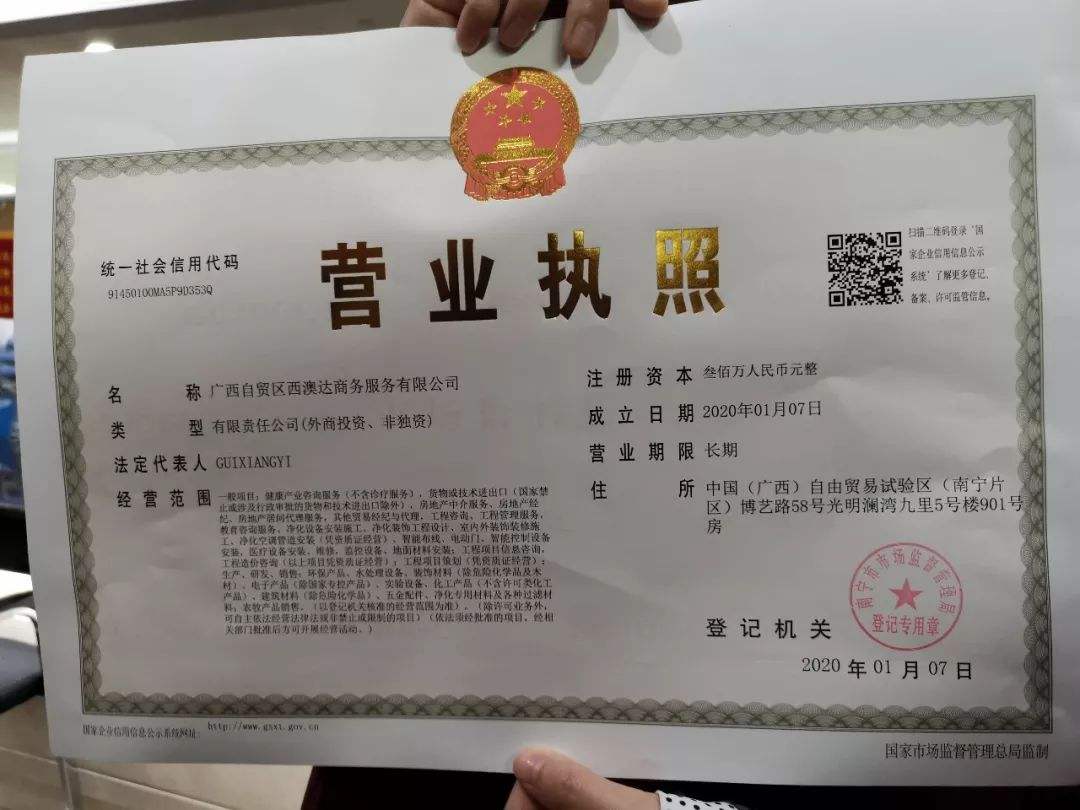 营业执照
统一社会信用代码
91450100MA5P9D353Q
扫描二维码登录‘国
家企业信用信息公示
系统’了解更多登记、
备案、许可监管信息。
名称 广西自贸区西澳达商务服务有限公司
类型 有限责任公司(外商投资、非独资)
法定代表人 GUIXIANGYI
经营范围 一般项目：健康产业咨询服务（不含诊疗服务），货物或技术进出口（国家禁
止或涉及行政审批的货物和技术进出口除外），房地产中介服务、房地产经
纪、房地产居间代理服务，其他贸易经纪与代理，工程咨询、工程管理服务，
教育咨询服务、净化设备安装施工、净化装饰工程设计，室内外装饰装修施
工、净化空调管道安装（凭资质证经营），智能布线、电动门、智能控制设备
安装，医疗设备安装、维修，监控设备、地面材料安装；工程项目信息咨询，
工程造价咨询（以上项目凭资质证经营）；工程项目策划（凭资质证经营）；
生产、研发、销售：环保产品、水处理设备、装饰材料（除危险化学品及木
材），电子产品（除国家专控产品）、实验设备、化工产品（不含许可类化工
产品）、建筑材料（除危险化学品），五金配件、净化专用材料及各种过滤材
料；农牧产品销售。（以登记机关核准的经营范围为准）。（除许可业务外，
可自主依法经营法律法规非禁止或限制的项目）（依法须经批准的项目，经相
关部门批准后方可开展经营活动。）
注册资本 叁佰万人民币元整
成立日期 2020年01月07日
营业期限 长期
住所 中国（广西）自由贸易试验区（南宁片
区）博艺路58号光明澜湾九里5号楼901号
房
登记机关
南宁市市场监督管理局
登记专用章
2020 年 01 月 07 日
国家企业信用信息公示系统网址： http://www.gsxt.gov.cn
国家市场监督管理总局监制